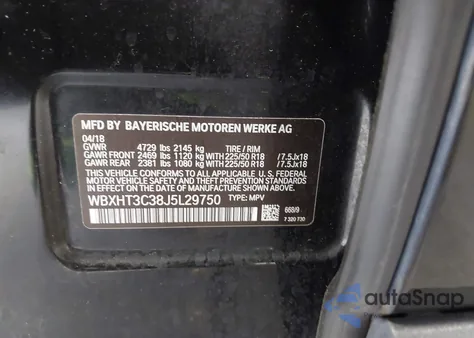 MFD BY BAYERISCHE MOTOREN WERKE AG
04/18
GVWR 4729 lbs 2145 kg TIRE / RIM
GAWR FRONT 2469 lbs 1120 kg WITH 225/50 R18 / 7.5Jx18
GAWR REAR 2381 lbs 1080 kg WITH 225/50 R18 / 7.5Jx18
THIS VEHICLE CONFORMS TO ALL APPLICABLE U.S. FEDERAL
MOTOR VEHICLE SAFETY, BUMPER, AND THEFT PREVENTION
STANDARDS IN EFFECT ON THE DATE OF MANUFACTURE
SHOWN ABOVE.
WBXHT3C38J5L29750 TYPE: MPV
668/9
7 320 730
autoSnap